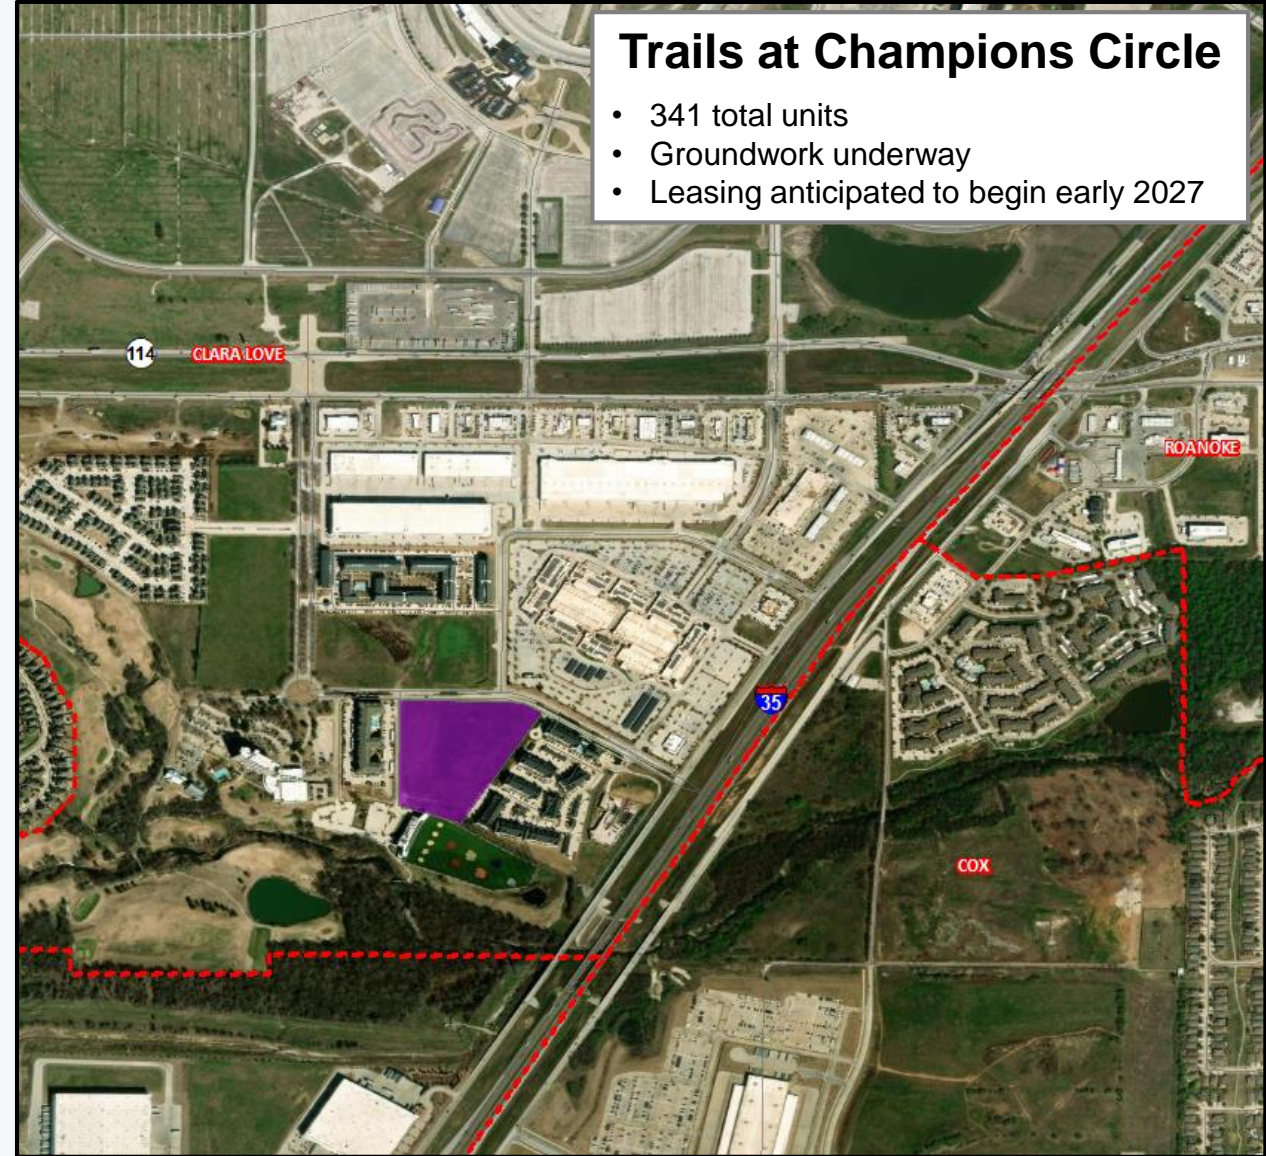 Trails at Champions Circle
• 341 total units
• Groundwork underway
• Leasing anticipated to begin early 2027
114 CLARA LOVE
ROANOKE
35
COX